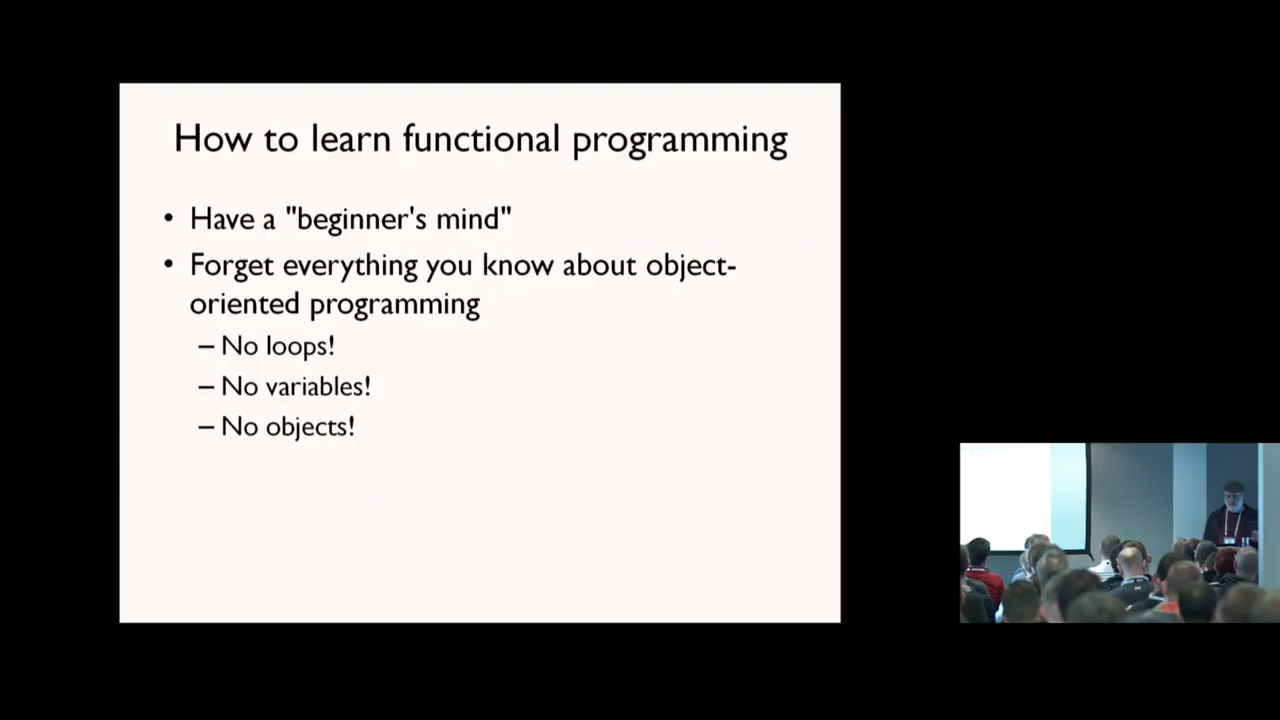 How to learn functional programming
• Have a "beginner's mind"
• Forget everything you know about object-
oriented programming
– No loops!
– No variables!
– No objects!